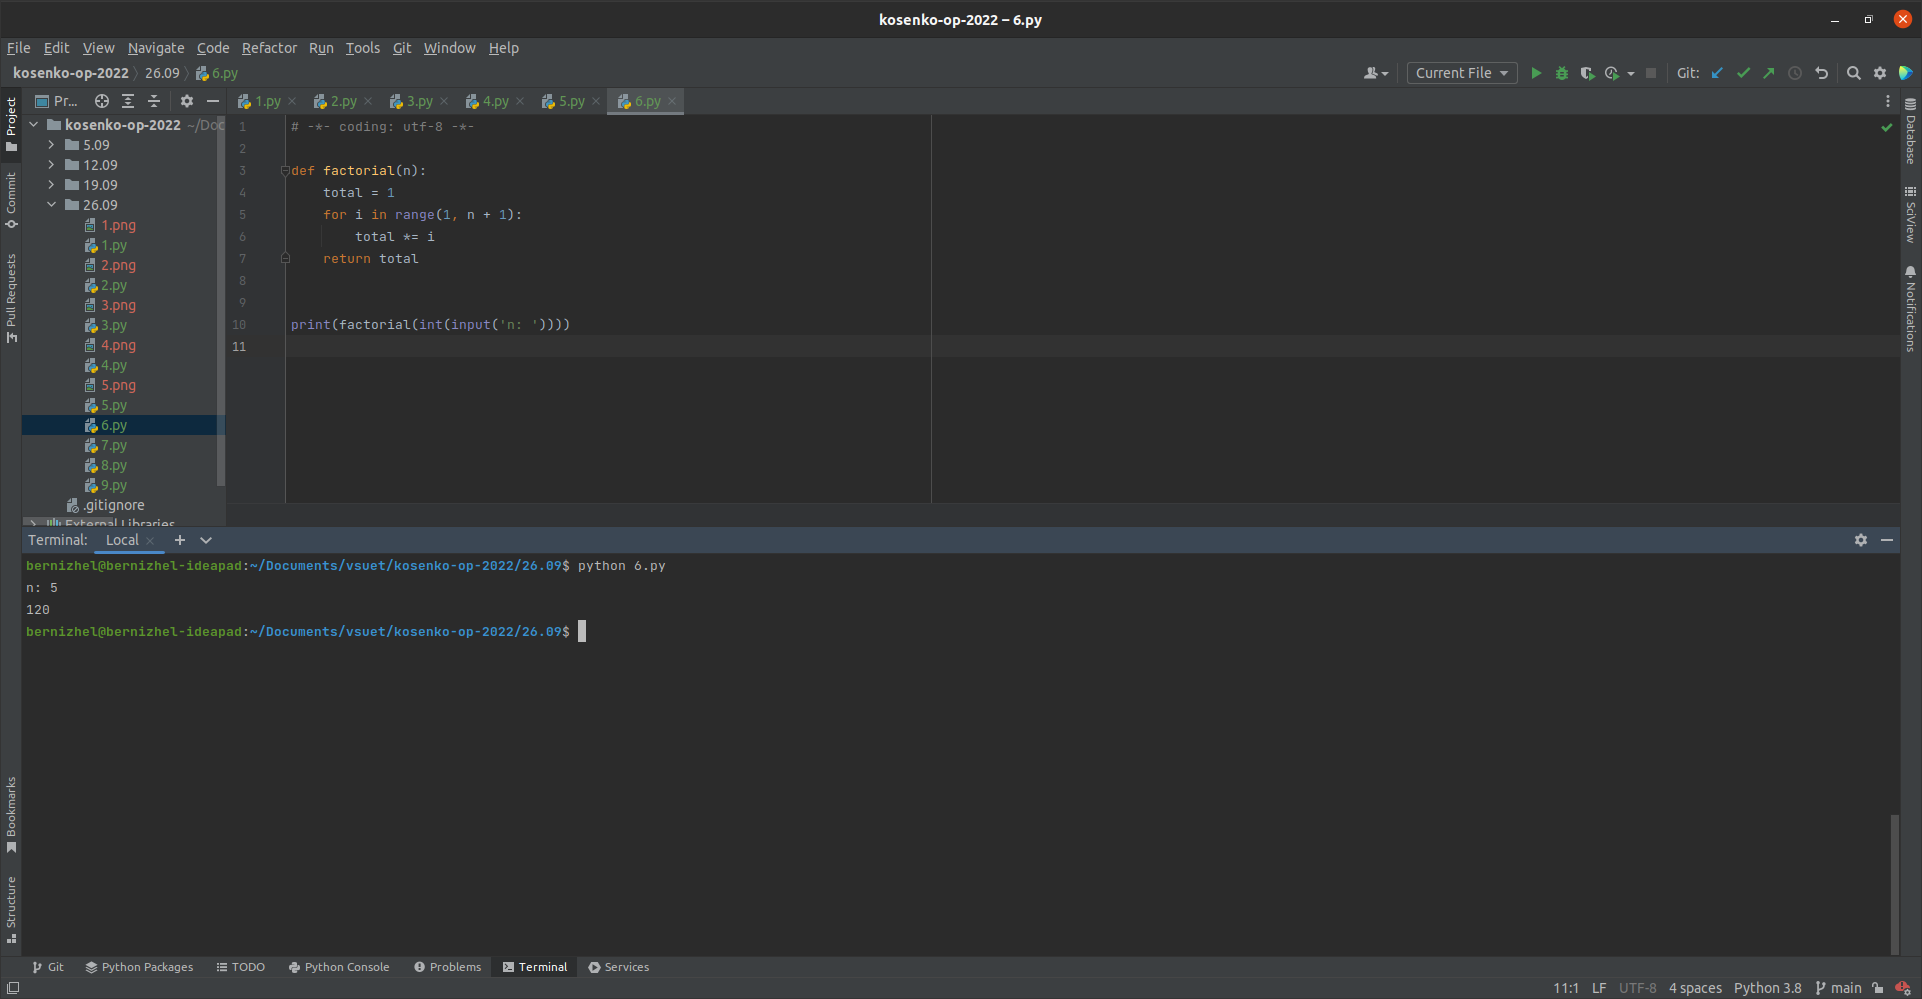 kosenko-op-2022 – 6.py
File Edit View Navigate Code Refactor Run Tools Git Window Help
kosenko-op-2022 26.09 6.py
Current File
Git:
Project
Commit
Pull Requests
Bookmarks
Structure
Pr...
kosenko-op-2022 ~/Doc
5.09
12.09
19.09
26.09
1.png
1.py
2.png
2.py
3.png
3.py
4.png
4.py
5.png
5.py
6.py
7.py
8.py
9.py
.gitignore
External Libraries
1.py 2.py 3.py 4.py 5.py 6.py
1 # -*- coding: utf-8 -*-
2
3 def factorial(n):
4 total = 1
5 for i in range(1, n + 1):
6 total *= i
7 return total
8
9
10 print(factorial(int(input('n: '))))
11
Database
SciView
Notifications
Terminal: Local
bernizhel@bernizhel-ideapad:~/Documents/vsuet/kosenko-op-2022/26.09$ python 6.py
n: 5
120
bernizhel@bernizhel-ideapad:~/Documents/vsuet/kosenko-op-2022/26.09$
Git Python Packages TODO Python Console Problems Terminal Services
11:1 LF UTF-8 4 spaces Python 3.8 main